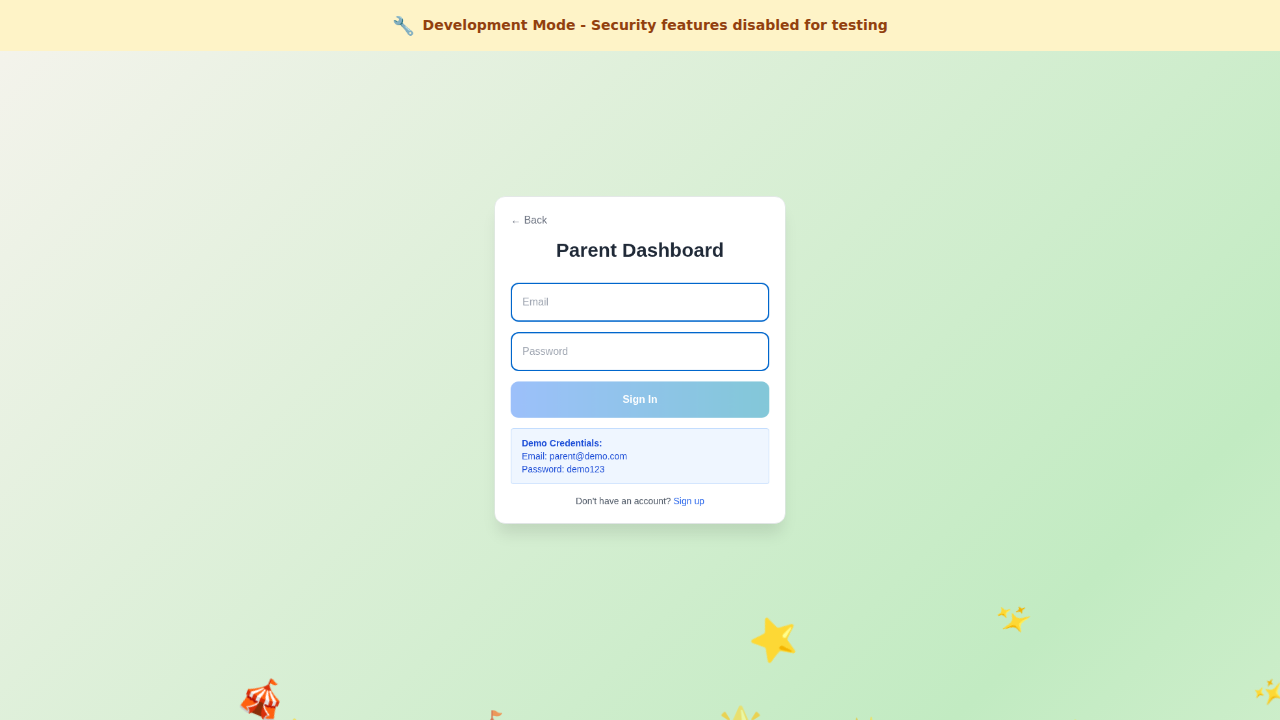 Development Mode - Security features disabled for testing
← Back
Parent Dashboard
Email
Password
Sign In
Demo Credentials:
Email: parent@demo.com
Password: demo123
Don't have an account? Sign up